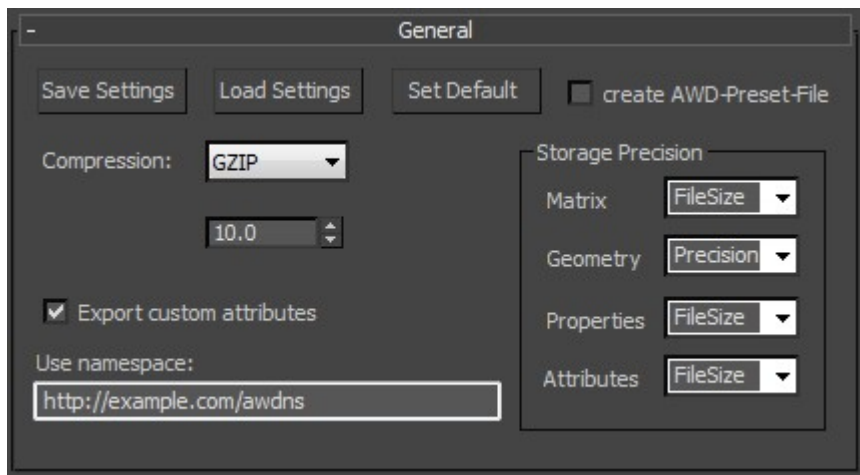 - General
Save Settings Load Settings Set Default create AWD-Preset-File
Compression: GZIP
10.0
Export custom attributes
Use namespace:
http://example.com/awdns
Storage Precision
Matrix FileSize
Geometry Precision
Properties FileSize
Attributes FileSize